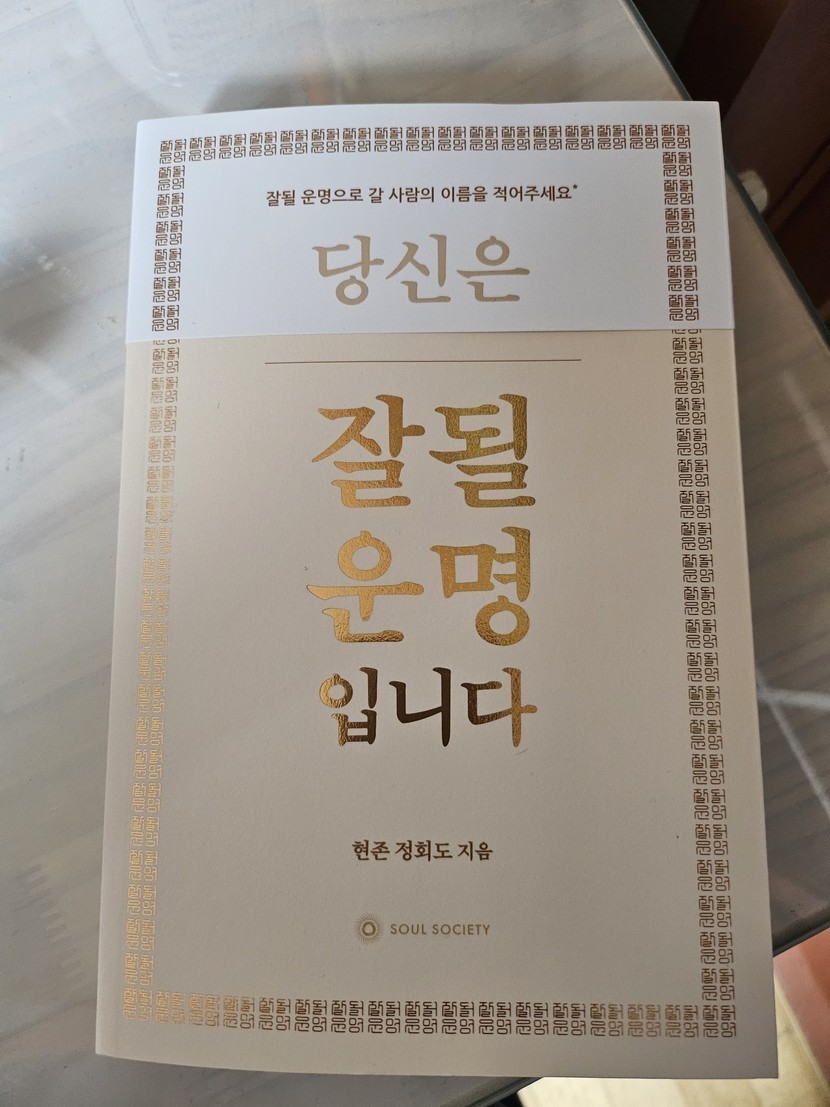 잘될 운명으로 갈 사람의 이름을 적어주세요*
당신은
잘될
운명
입니다
현존 정회도 지음
SOUL SOCIETY